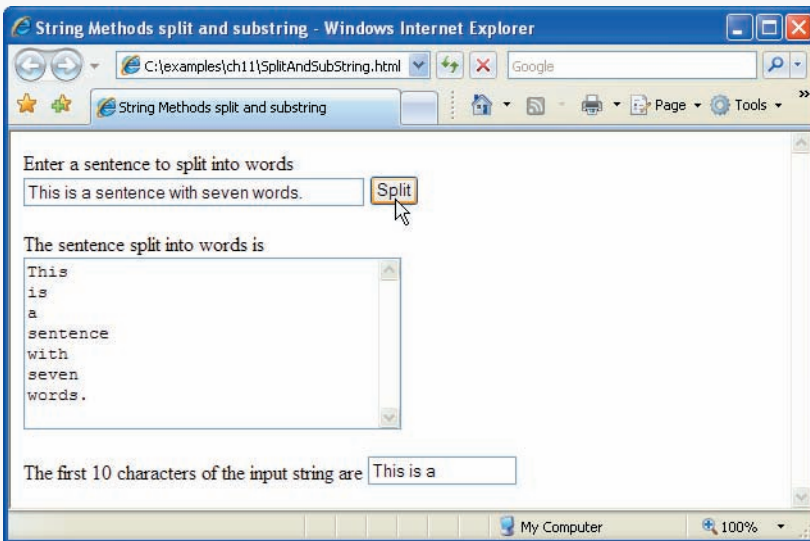 String Methods split and substring - Windows Internet Explorer
C:\examples\ch11\SplitAndSubString.html
Google
String Methods split and substring
Page
Tools
»
Enter a sentence to split into words
This is a sentence with seven words.
Split
The sentence split into words is
This
is
a
sentence
with
seven
words.
The first 10 characters of the input string are
This is a
My Computer
100%